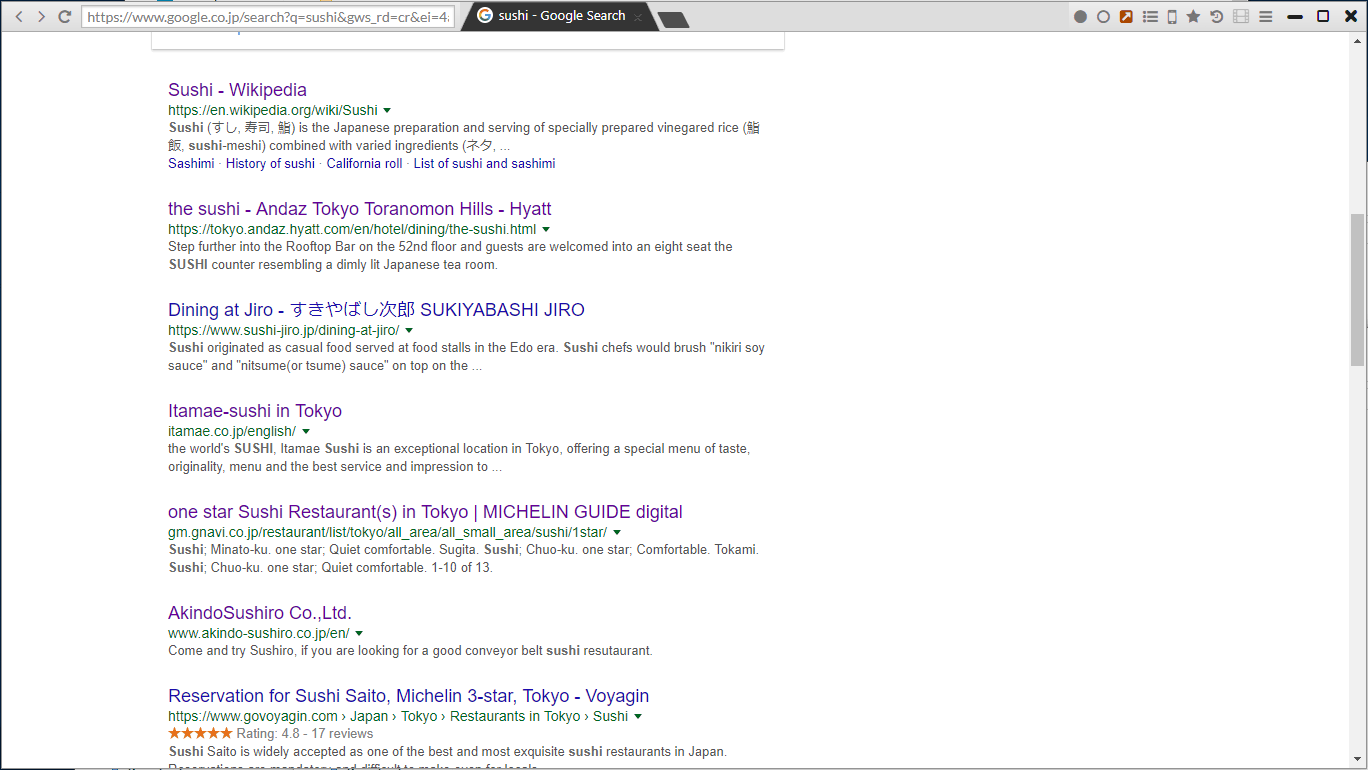 https://www.google.co.jp/search?q=sushi&gws_rd=cr&ei=4
sushi - Google Search
Sushi - Wikipedia
https://en.wikipedia.org/wiki/Sushi
Sushi (すし, 寿司, 鮨) is the Japanese preparation and serving of specially prepared vinegared rice (鮨
飯, sushi-meshi) combined with varied ingredients (ネタ, ...
Sashimi · History of sushi · California roll · List of sushi and sashimi
the sushi - Andaz Tokyo Toranomon Hills - Hyatt
https://tokyo.andaz.hyatt.com/en/hotel/dining/the-sushi.html
Step further into the Rooftop Bar on the 52nd floor and guests are welcomed into an eight seat the
SUSHI counter resembling a dimly lit Japanese tea room.
Dining at Jiro - すきやばし次郎 SUKIYABASHI JIRO
https://www.sushi-jiro.jp/dining-at-jiro/
Sushi originated as casual food served at food stalls in the Edo era. Sushi chefs would brush "nikiri soy
sauce" and "nitsume(or tsume) sauce" on top on the ...
Itamae-sushi in Tokyo
itamae.co.jp/english/
the world's SUSHI, Itamae Sushi is an exceptional location in Tokyo, offering a special menu of taste,
originality, menu and the best service and impression to ...
one star Sushi Restaurant(s) in Tokyo | MICHELIN GUIDE digital
gm.gnavi.co.jp/restaurant/list/tokyo/all_area/all_small_area/sushi/1star/
Sushi; Minato-ku. one star; Quiet comfortable. Sugita. Sushi; Chuo-ku. one star; Comfortable. Tokami.
Sushi; Chuo-ku. one star; Quiet comfortable. 1-10 of 13.
AkindoSushiro Co.,Ltd.
www.akindo-sushiro.co.jp/en/
Come and try Sushiro, if you are looking for a good conveyor belt sushi resutaurant.
Reservation for Sushi Saito, Michelin 3-star, Tokyo - Voyagin
https://www.govoyagin.com › Japan › Tokyo › Restaurants in Tokyo › Sushi
★★★★★ Rating: 4.8 - 17 reviews
Sushi Saito is widely accepted as one of the best and most exquisite sushi restaurants in Japan.
Reservations are mandatory and difficult to make even for locals